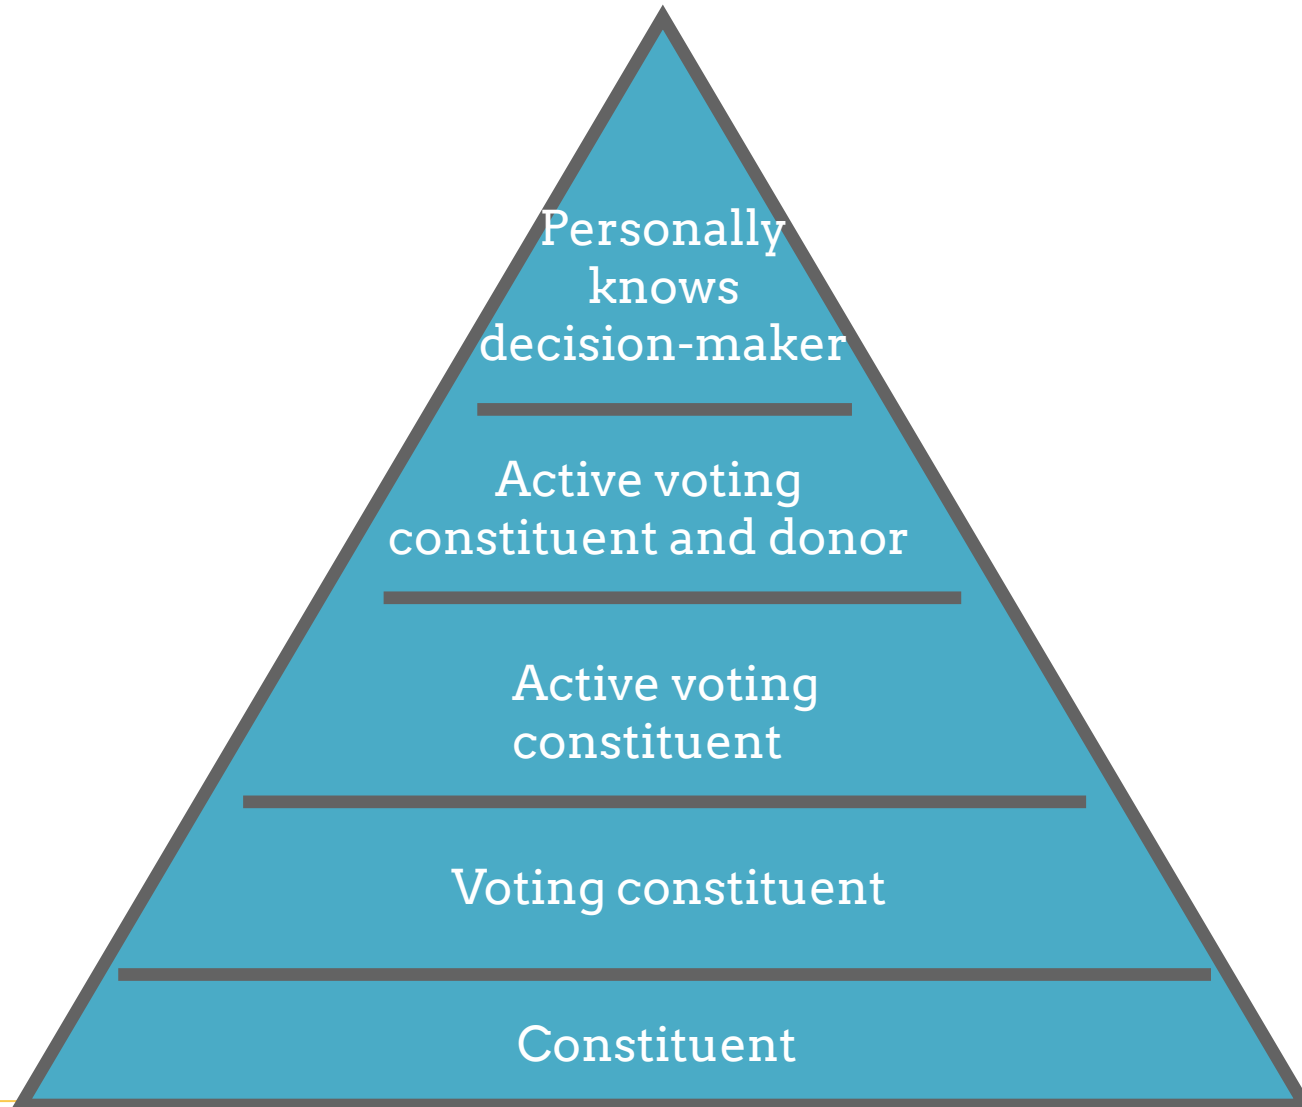 Personally
knows
decision-maker
Active voting
constituent and donor
Active voting
constituent
Voting constituent
Constituent